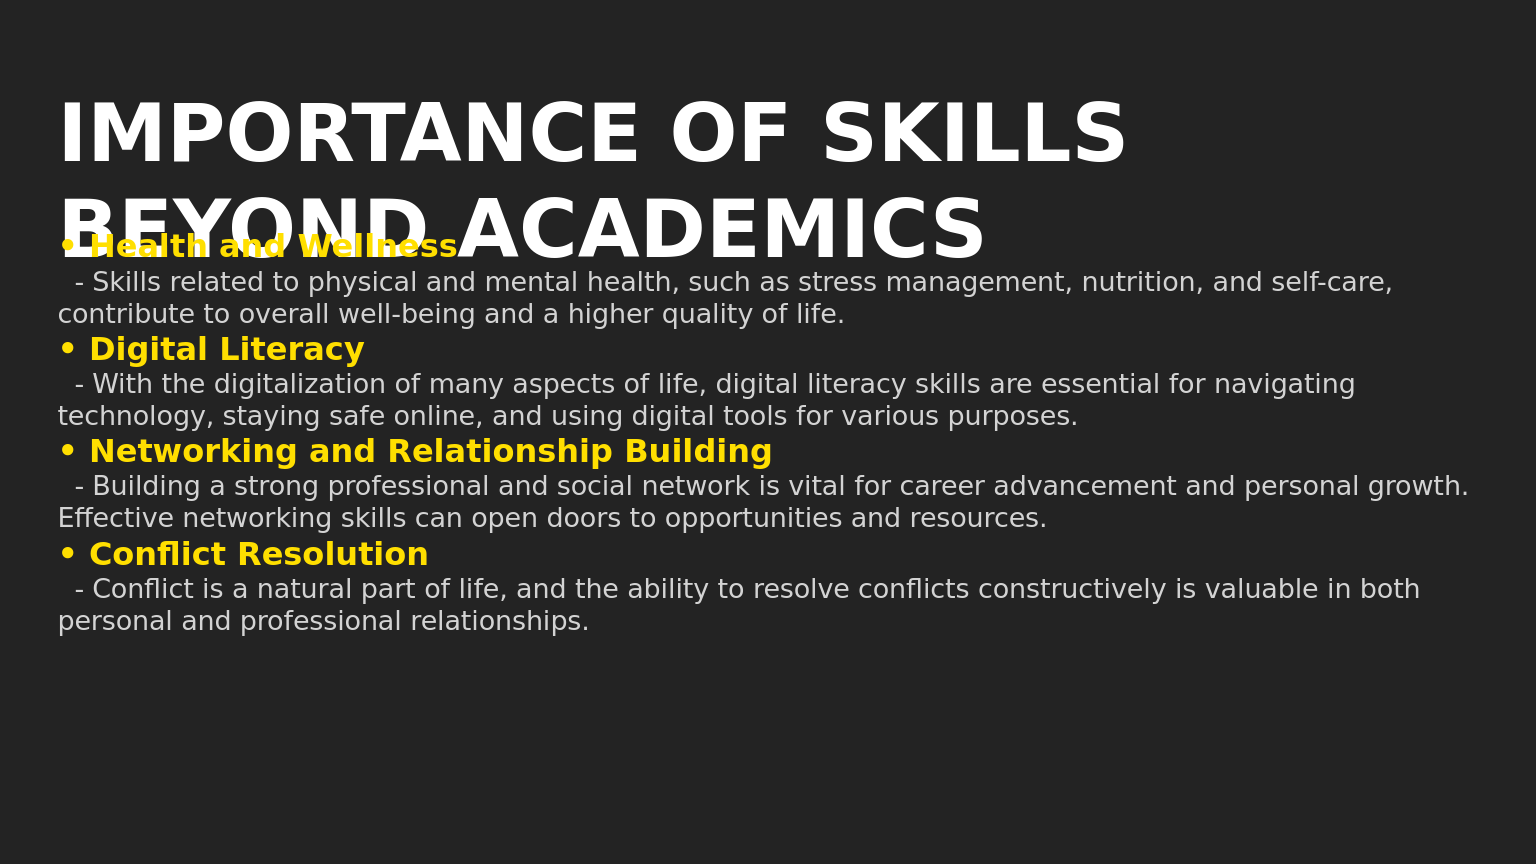 IMPORTANCE OF SKILLS
BEYOND ACADEMICS
• Health and Wellness
- Skills related to physical and mental health, such as stress management, nutrition, and self-care,
contribute to overall well-being and a higher quality of life.
• Digital Literacy
- With the digitalization of many aspects of life, digital literacy skills are essential for navigating
technology, staying safe online, and using digital tools for various purposes.
• Networking and Relationship Building
- Building a strong professional and social network is vital for career advancement and personal growth.
Effective networking skills can open doors to opportunities and resources.
• Conflict Resolution
- Conflict is a natural part of life, and the ability to resolve conflicts constructively is valuable in both
personal and professional relationships.